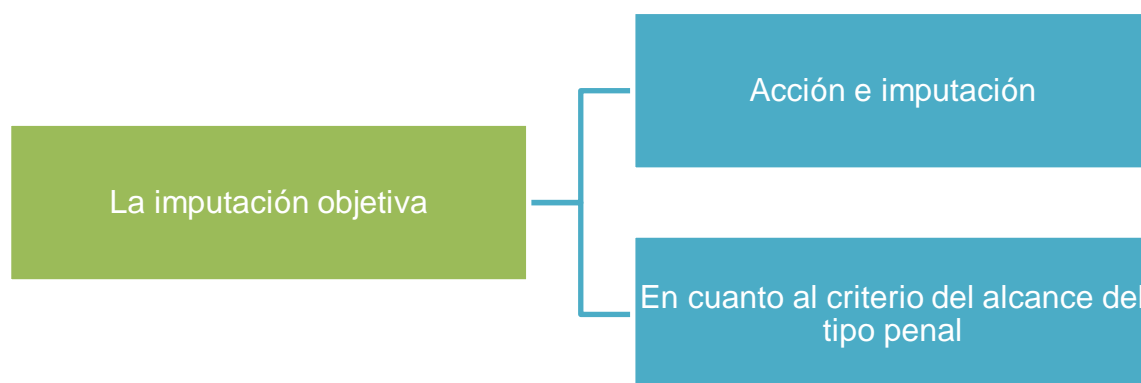 Acción e imputación
La imputación objetiva
En cuanto al criterio del alcance del
tipo penal